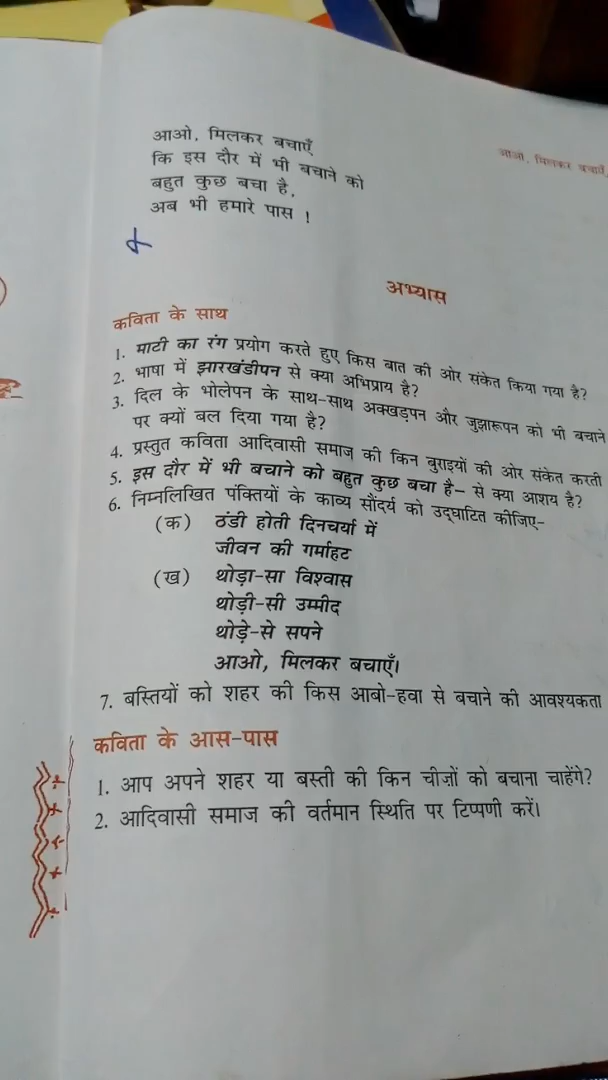 आओ, मिलकर बचाएँ,
आओ, मिलकर बचाएँ
कि इस दौर में भी बचाने को
बहुत कुछ बचा है,
अब भी हमारे पास !
अभ्यास
कविता के साथ
1. माटी का रंग प्रयोग करते हुए किस बात की ओर संकेत किया गया है?
2. भाषा में झारखंडीपन से क्या अभिप्राय है?
3. दिल के भोलेपन के साथ-साथ अक्खड़पन और जुझारूपन को भी बचाने
पर क्यों बल दिया गया है?
4. प्रस्तुत कविता आदिवासी समाज की किन बुराइयों की ओर संकेत करती
5. इस दौर में भी बचाने को बहुत कुछ बचा है– से क्या आशय है?
6. निम्नलिखित पंक्तियों के काव्य सौंदर्य को उद्घाटित कीजिए–
(क) ठंडी होती दिनचर्या में
जीवन की गर्माहट
(ख) थोड़ा-सा विश्वास
थोड़ी-सी उम्मीद
थोड़े-से सपने
आओ, मिलकर बचाएँ।
7. बस्तियों को शहर की किस आबो-हवा से बचाने की आवश्यकता
कविता के आस-पास
1. आप अपने शहर या बस्ती की किन चीज़ों को बचाना चाहेंगे?
2. आदिवासी समाज की वर्तमान स्थिति पर टिप्पणी करें।